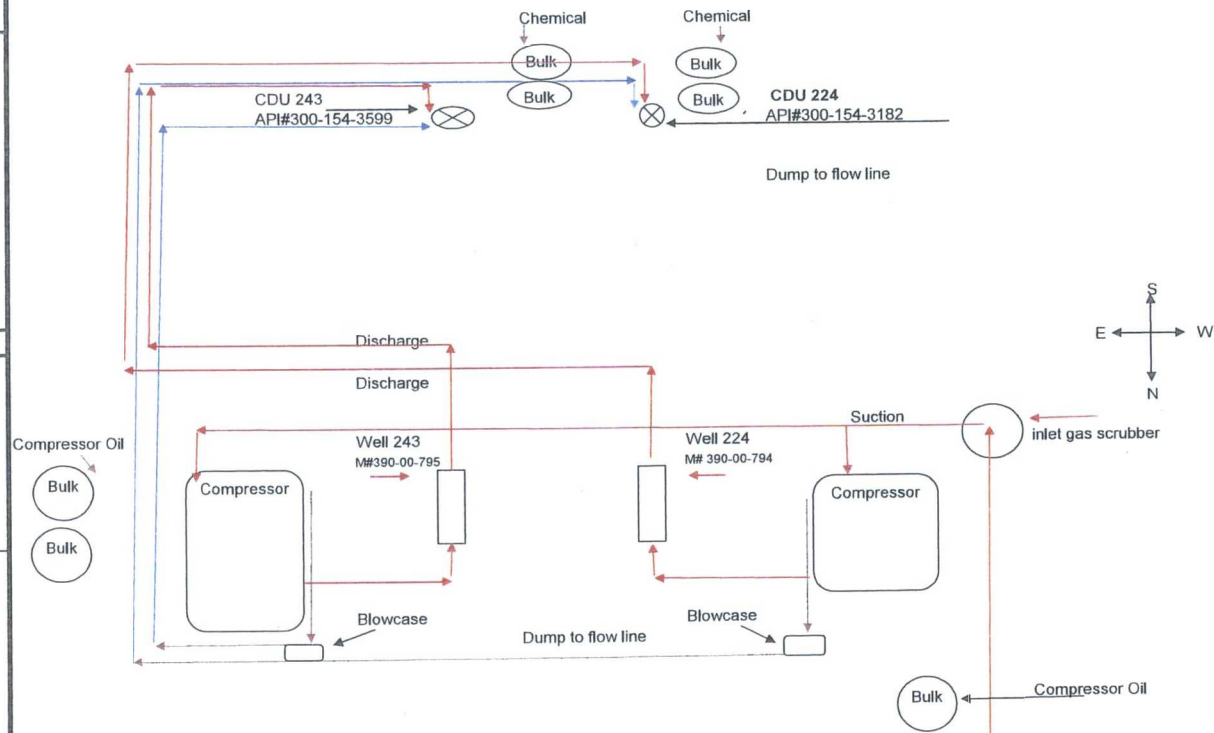 Chemical
Chemical
Bulk
Bulk
Bulk
Bulk
CDU 243
API#300-154-3599
CDU 224
API#300-154-3182
Dump to flow line
S
E
W
N
Discharge
Discharge
Suction
inlet gas scrubber
Compressor Oil
Well 243
M#390-00-795
Well 224
M# 390-00-794
Bulk
Compressor
Compressor
Bulk
Blowcase
Blowcase
Dump to flow line
Bulk
Compressor Oil